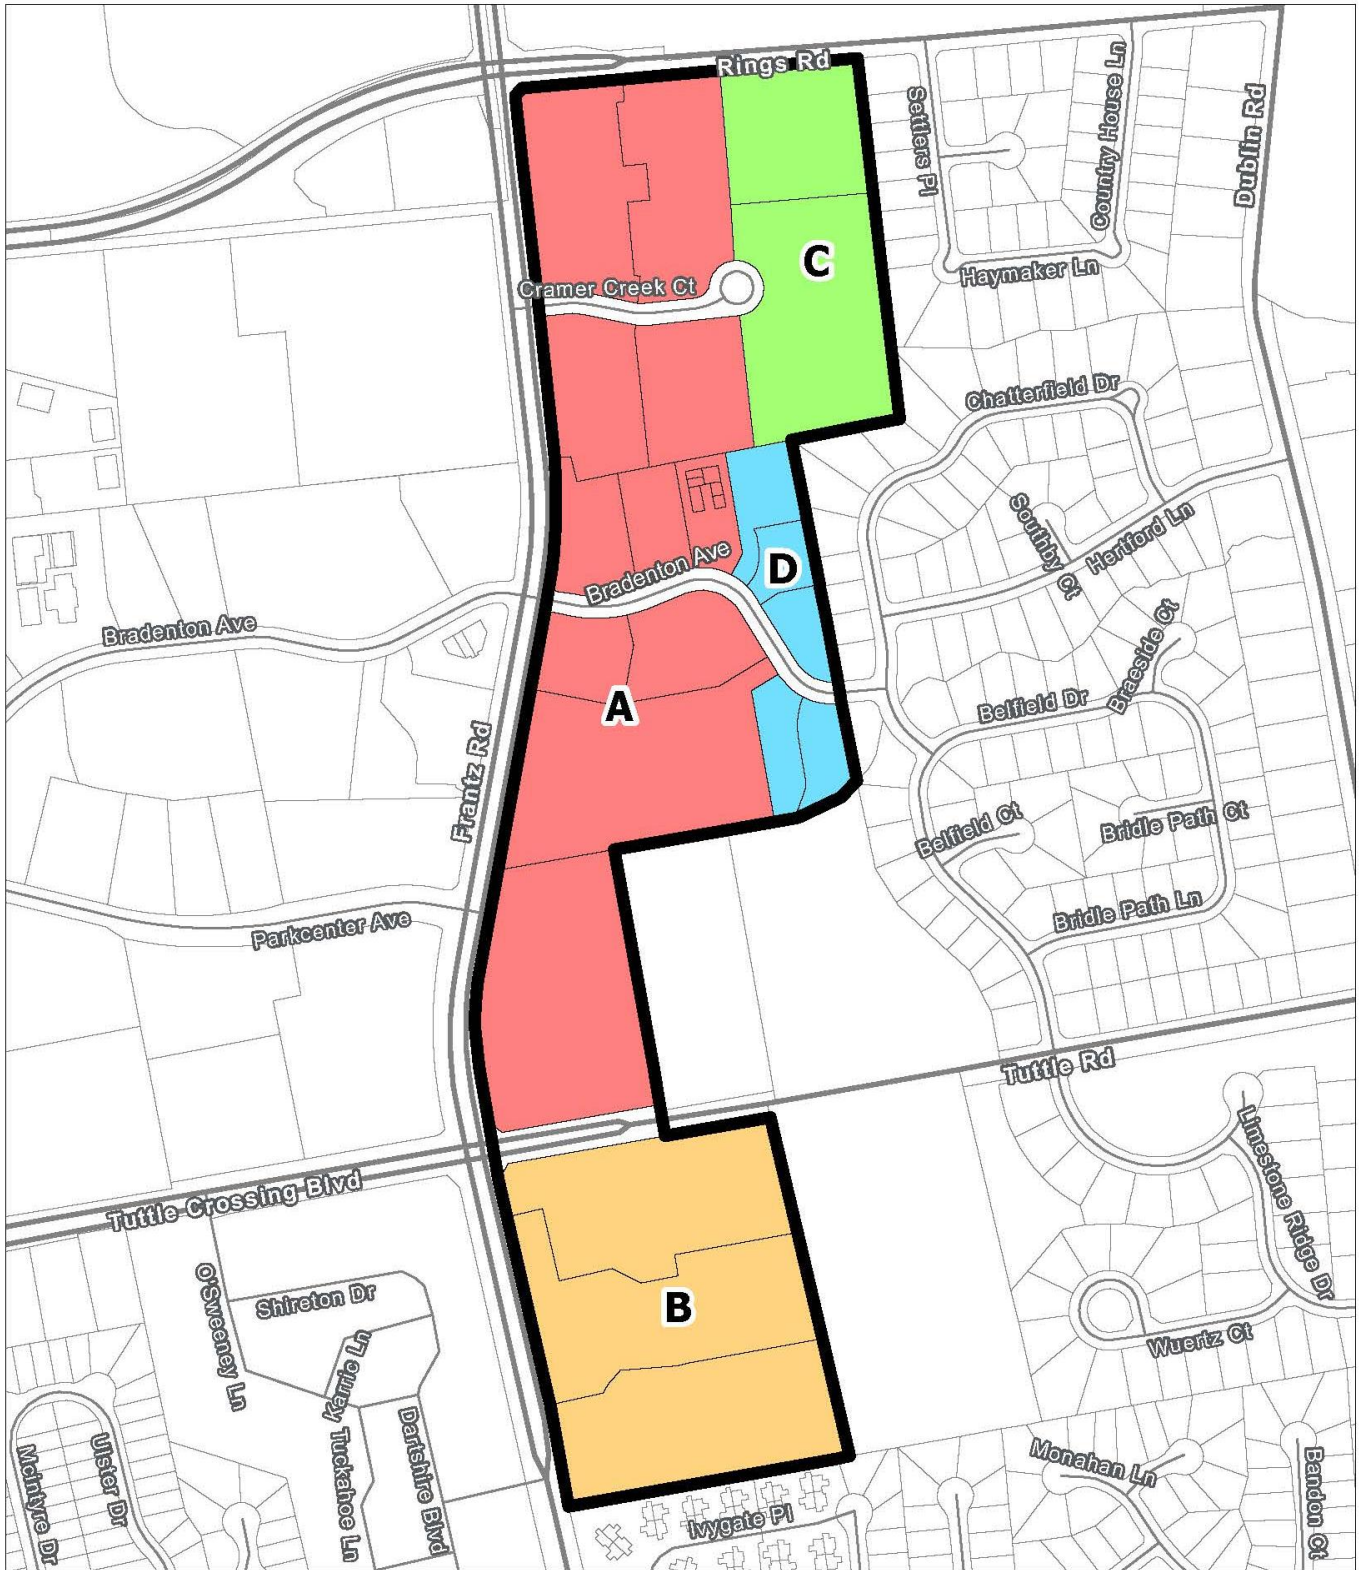 Rings Rd
Settlers Pl
Country House Ln
Dublin Rd
C
Haymaker Ln
Cramer Creek Ct
Chatterfield Dr
Southby Ct
Hertford Ln
D
Bradenton Ave
Bradenton Ave
Braeside Ct
Belfield Dr
A
Frantz Rd
Belfield Ct
Bridle Path Ct
Bridle Path Ln
Parkcenter Ave
Tuttle Rd
Limestone Ridge Dr
Tuttle Crossing Blvd
O'Sweeney Ln
Shireton Dr
B
Wuertz Ct
Karric Ln
Tuckahoe Ln
Dartshire Blvd
McIntyre Dr
Ulster Dr
Monahan Ln
Bandon Ct
Ivygate Pl